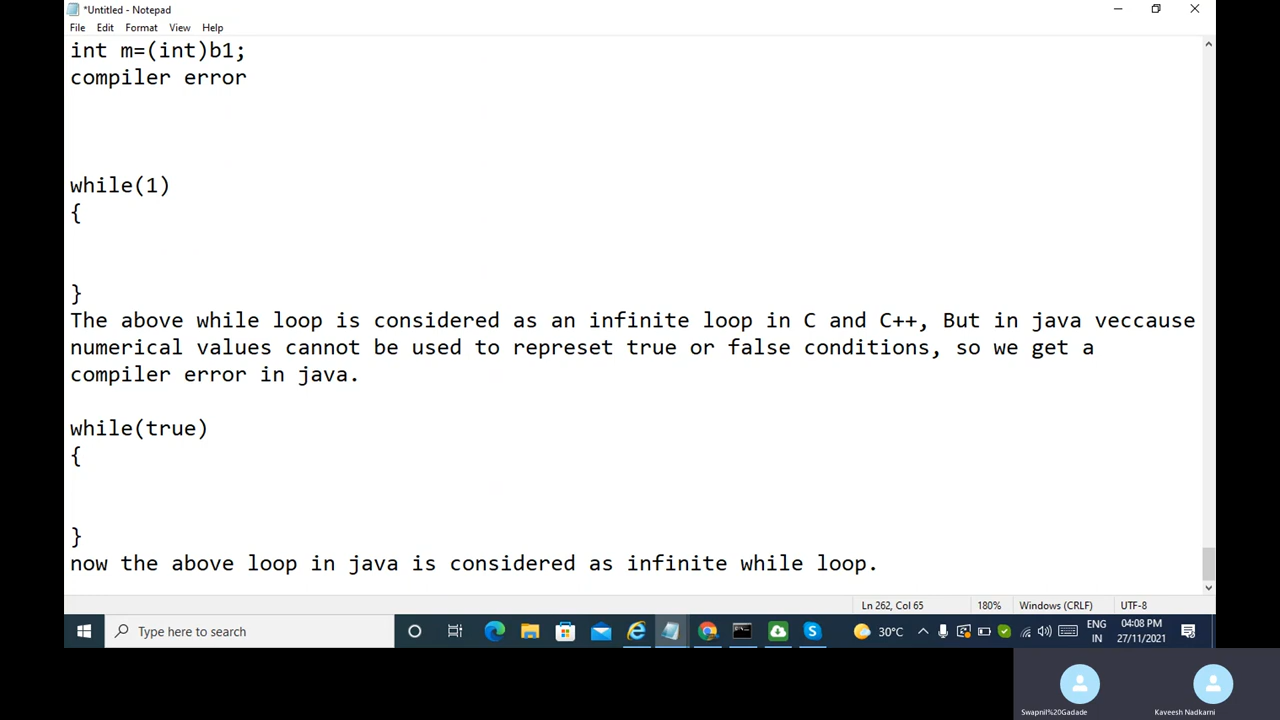 *Untitled - Notepad
File Edit Format View Help
int m=(int)b1;
compiler error
while(1)
{
}
The above while loop is considered as an infinite loop in C and C++, But in java veccause
numerical values cannot be used to represet true or false conditions, so we get a
compiler error in java.
while(true)
{
}
now the above loop in java is considered as infinite while loop.
Ln 262, Col 65 180% Windows (CRLF) UTF-8
Type here to search 30°C ENG IN 04:08 PM 27/11/2021
Swapnil%20Gadade Kaveesh Nadkarni